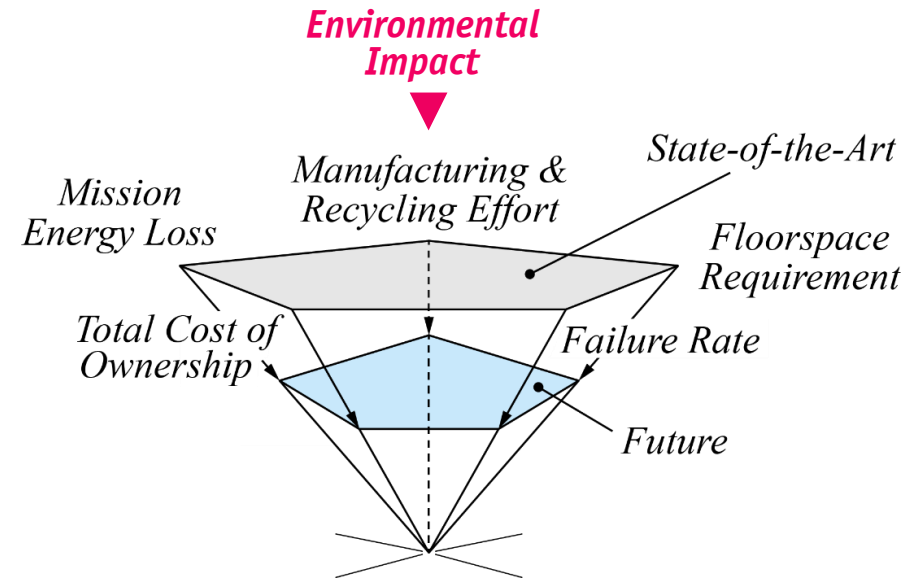 Environmental
Impact
State-of-the-Art
Manufacturing &
Recycling Effort
Mission
Energy Loss
Floorspace
Requirement
Total Cost of
Ownership
Failure Rate
Future